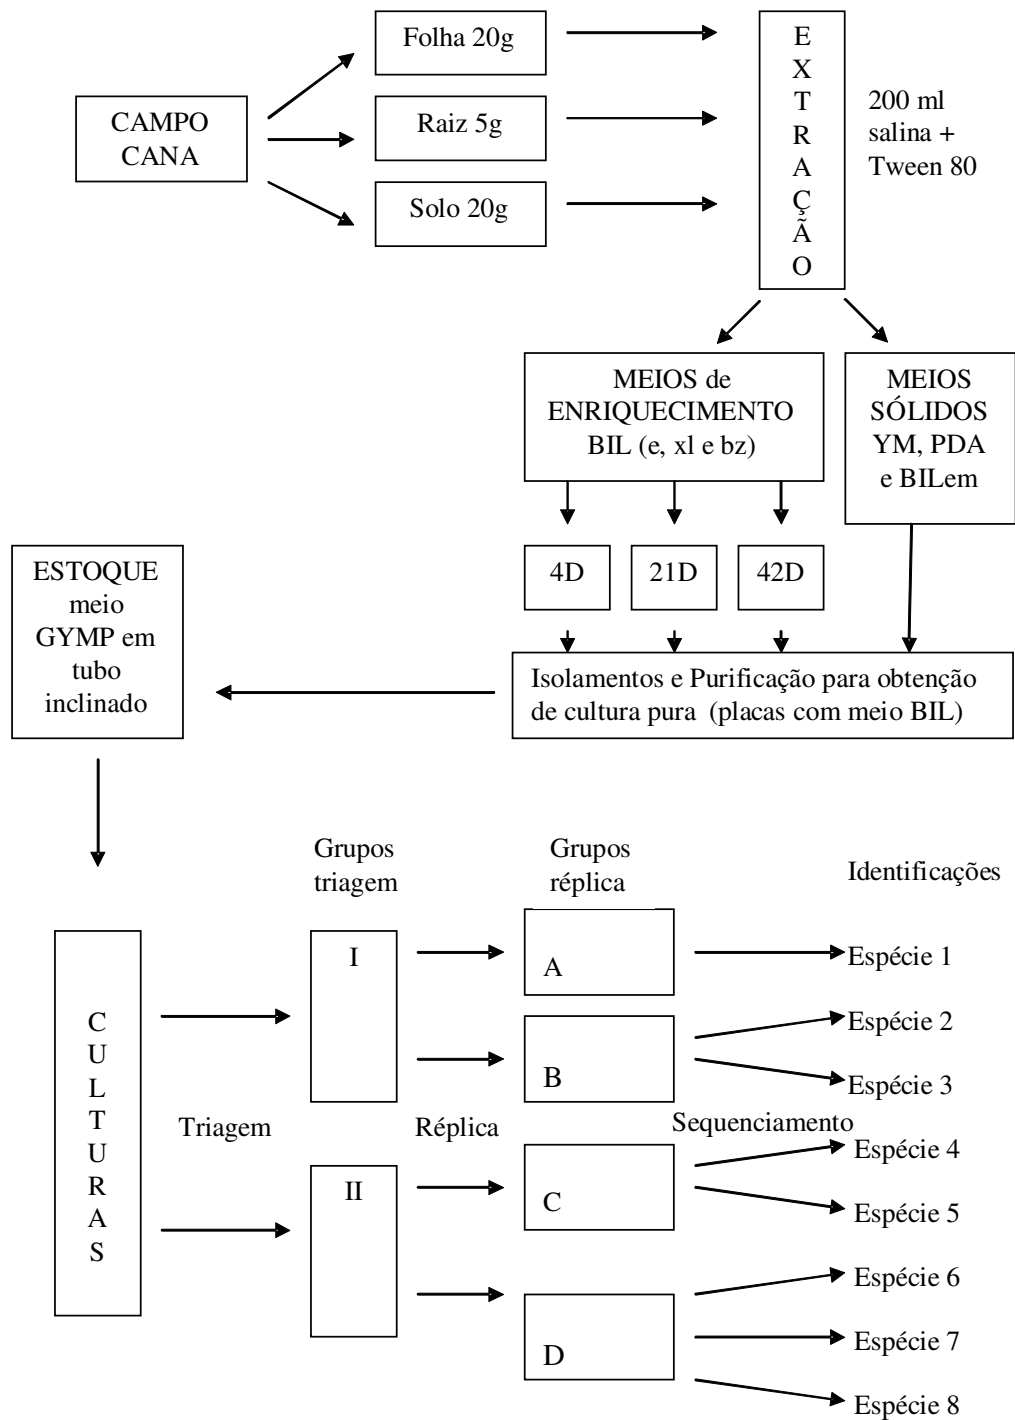 Folha 20g
Raiz 5g
Solo 20g
CAMPO
CANA
EXTRAÇÃO
200 ml
salina +
Tween 80
MEIOS de
ENRIQUECIMENTO
BIL (e, xl e bz)
MEIOS
SÓLIDOS
YM, PDA
e BILem
4D
21D
42D
Isolamentos e Purificação para obtenção
de cultura pura (placas com meio BIL)
ESTOQUE
meio
GYMP em
tubo
inclinado
Grupos
triagem
Grupos
réplica
Identificações
CULTURAS
Triagem
I
II
Réplica
A
B
C
D
Sequenciamento
Espécie 1
Espécie 2
Espécie 3
Espécie 4
Espécie 5
Espécie 6
Espécie 7
Espécie 8